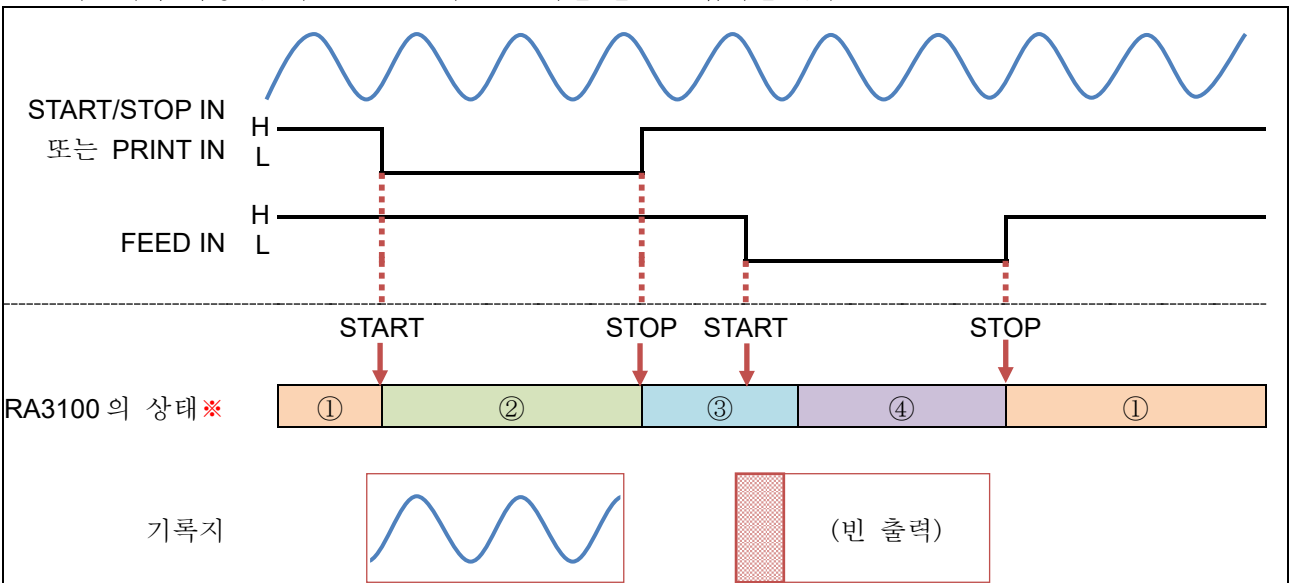 START/STOP IN
또는 PRINT IN
H
L
FEED IN
H
L
START
STOP
START
STOP
RA3100 의 상태※
①
②
③
④
①
기록지
(빈 출력)